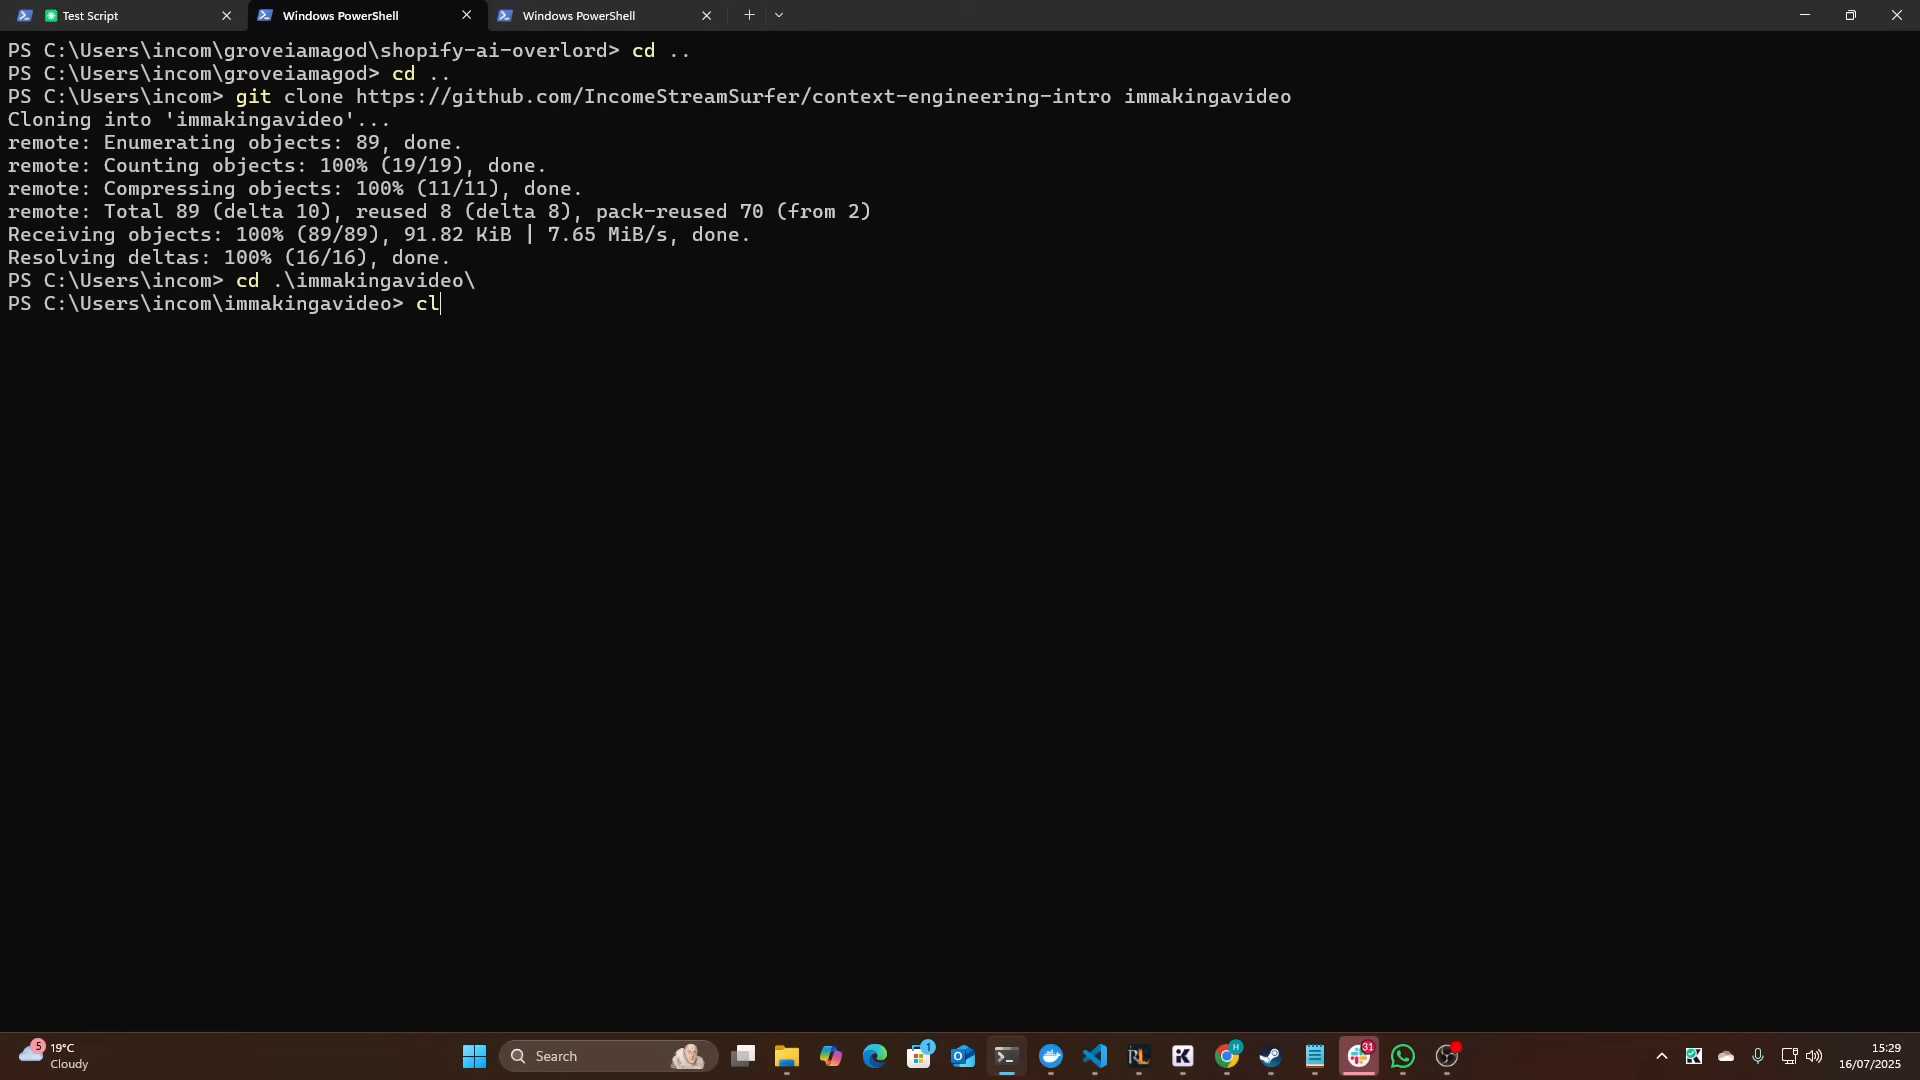 Test Script
Windows PowerShell
Windows PowerShell
PS C:\Users\incom\groveiamagod\shopify-ai-overlord> cd ..
PS C:\Users\incom\groveiamagod> cd ..
PS C:\Users\incom> git clone https://github.com/IncomeStreamSurfer/context-engineering-intro immakingavideo
Cloning into 'immakingavideo'...
remote: Enumerating objects: 89, done.
remote: Counting objects: 100% (19/19), done.
remote: Compressing objects: 100% (11/11), done.
remote: Total 89 (delta 10), reused 8 (delta 8), pack-reused 70 (from 2)
Receiving objects: 100% (89/89), 91.82 KiB | 7.65 MiB/s, done.
Resolving deltas: 100% (16/16), done.
PS C:\Users\incom> cd .\immakingavideo\
PS C:\Users\incom\immakingavideo> cl
5
19°C
Cloudy
Search
1
H
31
15:29
16/07/2025